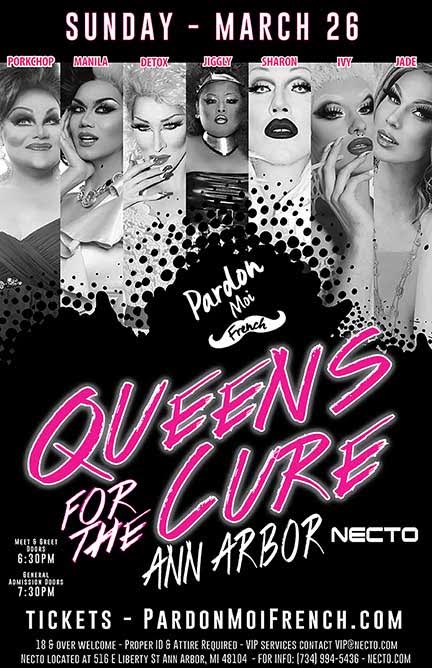 SUNDAY - MARCH 26
PORKCHOP MANILA DETOX JIGGLY SHARON IVY JADE
Pardon
Moi
French
QUEENS
FOR THE CURE
ANN ARBOR NECTO
MEET & GREET
DOORS
6:30PM
GENERAL
ADMISSION DOORS
7:30PM
TICKETS - PARDONMOIFRENCH.COM
18 & OVER WELCOME - PROPER ID & ATTIRE REQUIRED - VIP SERVICES CONTACT VIP@NECTO.COM
NECTO LOCATED AT 516 E LIBERTY ST ANN ARBOR, MI 48104 - FOR INFO: (734) 994-5436 - NECTO.COM